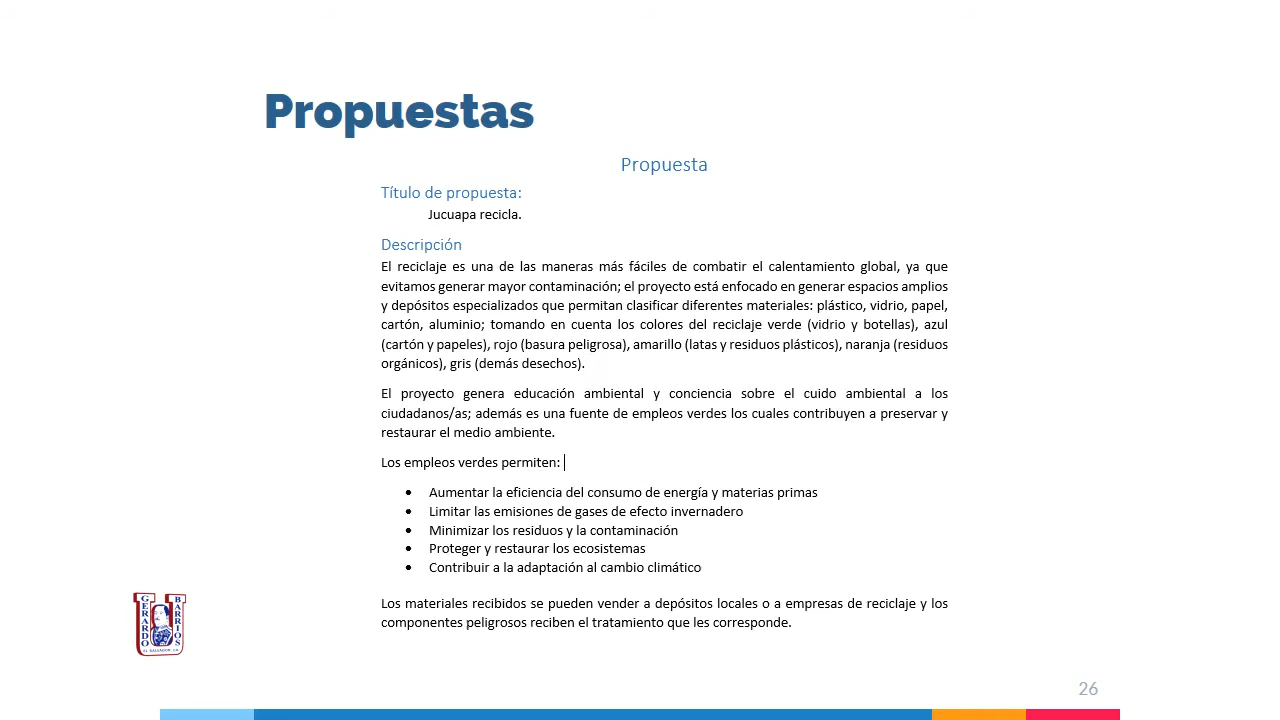 Propuestas
Propuesta
Título de propuesta:
Jucuapa recicla.
Descripción
El reciclaje es una de las maneras más fáciles de combatir el calentamiento global, ya que
evitamos generar mayor contaminación; el proyecto está enfocado en generar espacios amplios
y depósitos especializados que permitan clasificar diferentes materiales: plástico, vidrio, papel,
cartón, aluminio; tomando en cuenta los colores del reciclaje verde (vidrio y botellas), azul
(cartón y papeles), rojo (basura peligrosa), amarillo (latas y residuos plásticos), naranja (residuos
orgánicos), gris (demás desechos).
El proyecto genera educación ambiental y conciencia sobre el cuido ambiental a los
ciudadanos/as; además es una fuente de empleos verdes los cuales contribuyen a preservar y
restaurar el medio ambiente.
Los empleos verdes permiten:
• Aumentar la eficiencia del consumo de energía y materias primas
• Limitar las emisiones de gases de efecto invernadero
• Minimizar los residuos y la contaminación
• Proteger y restaurar los ecosistemas
• Contribuir a la adaptación al cambio climático
Los materiales recibidos se pueden vender a depósitos locales o a empresas de reciclaje y los
componentes peligrosos reciben el tratamiento que les corresponde.
GERARDO
BARRIOS
EL SALVADOR, C.A.
26